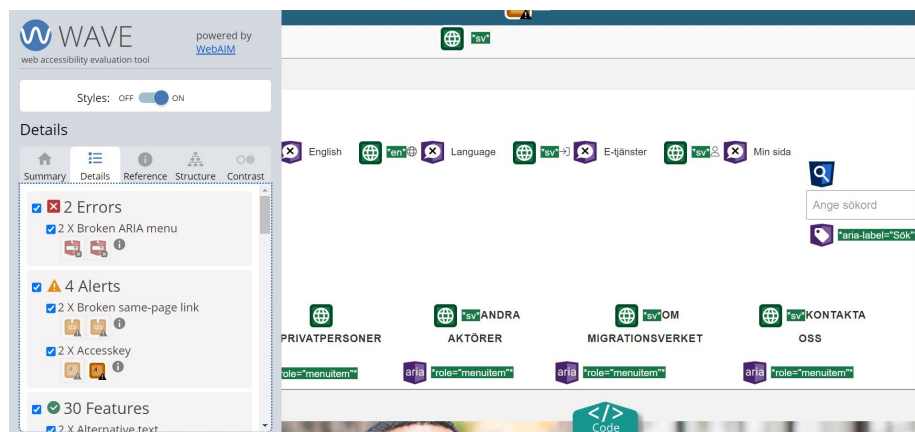 WAVE
powered by
WebAIM
web accessibility evaluation tool
Styles: OFF ON
Details
Summary Details Reference Structure Contrast
2 Errors
2 X Broken ARIA menu
4 Alerts
2 X Broken same-page link
2 X Accesskey
30 Features
2 X Alternative text
*"sv"*
English *"en"* Language *"sv"* E-tjänster *"sv"* Min sida
Ange sökord
*"aria-label="Sök"
PRIVATPERSONER
*"sv"*ANDRA
AKTÖRER
*"sv"*OM
MIGRATIONSVERKET
*"sv"*KONTAKTA
OSS
role="menuitem"* aria *"role="menuitem"* aria *"role="menuitem"* aria *"role="menuitem"*
</>
Code